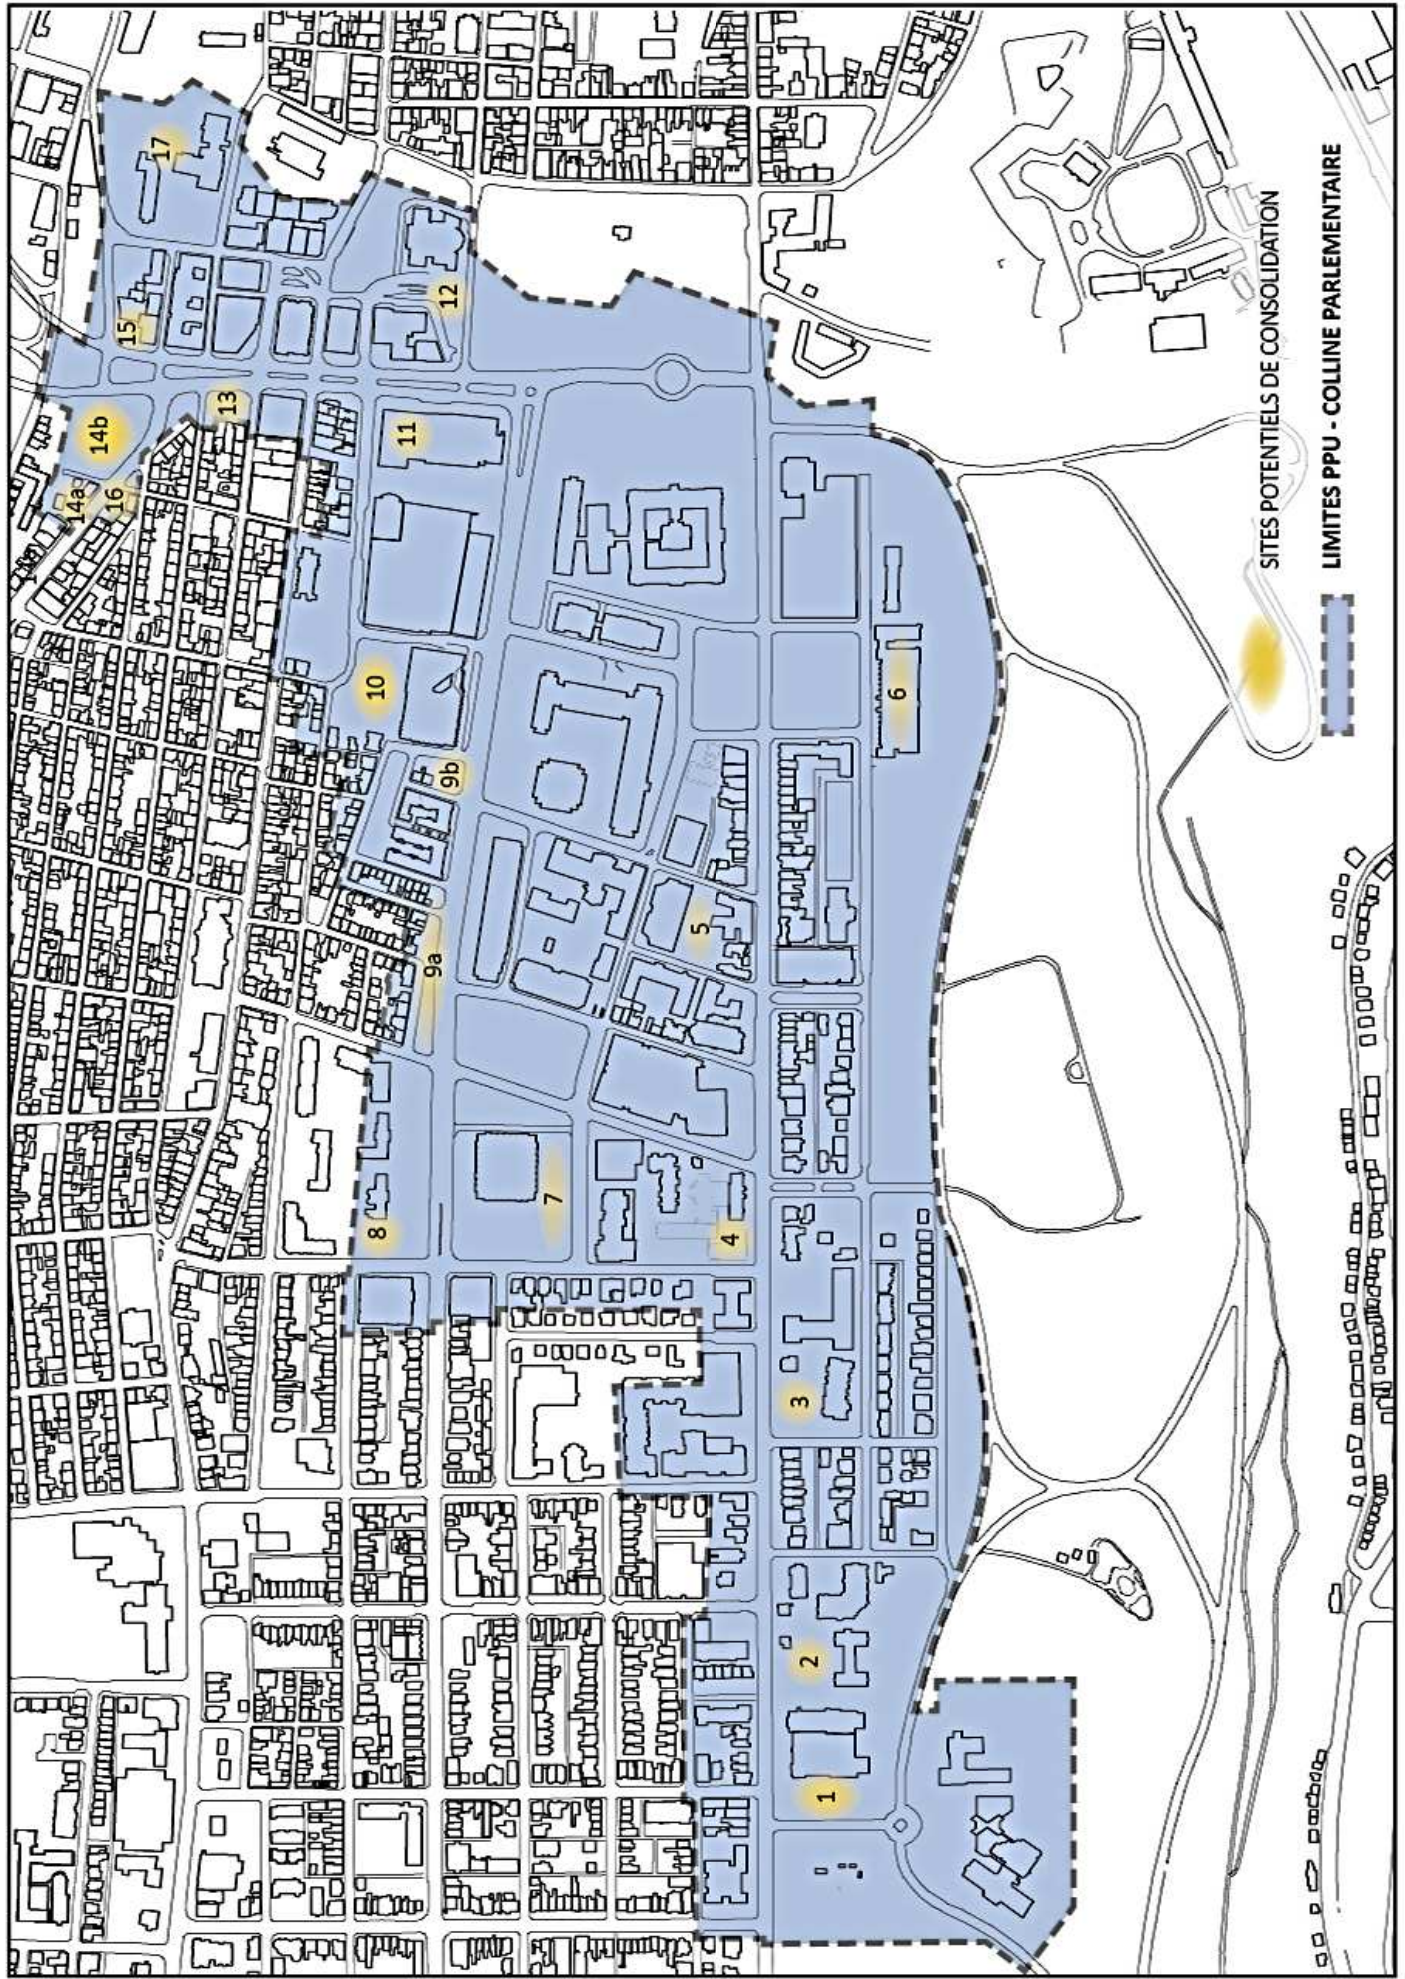 1
2
3
4
5
6
7
8
9a
9b
10
11
12
13
14a
14b
15
16
17
SITES POTENTIELS DE CONSOLIDATION
LIMITES PPU - COLLINE PARLEMENTAIRE